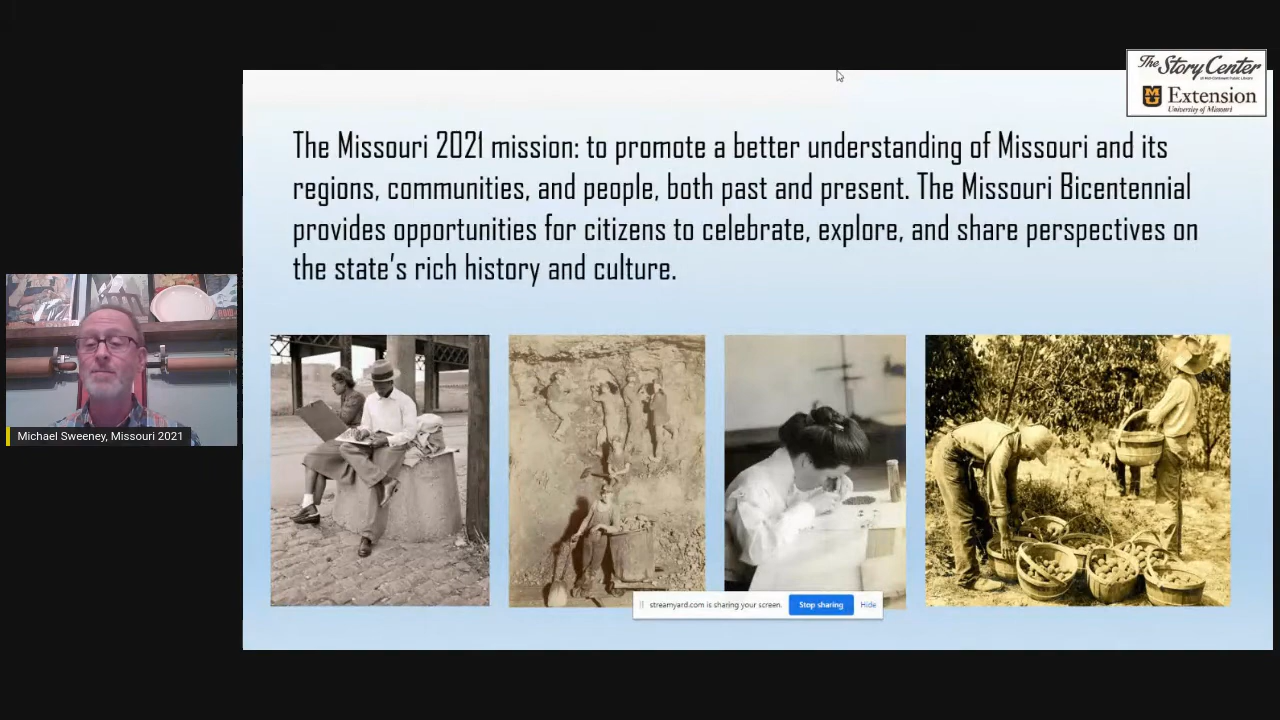 The Story Center
Extension
University of Missouri
The Missouri 2021 mission: to promote a better understanding of Missouri and its
regions, communities, and people, both past and present. The Missouri Bicentennial
provides opportunities for citizens to celebrate, explore, and share perspectives on
the state's rich history and culture.
Michael Sweeney, Missouri 2021
streamyard.com is sharing your screen. Stop sharing Hide